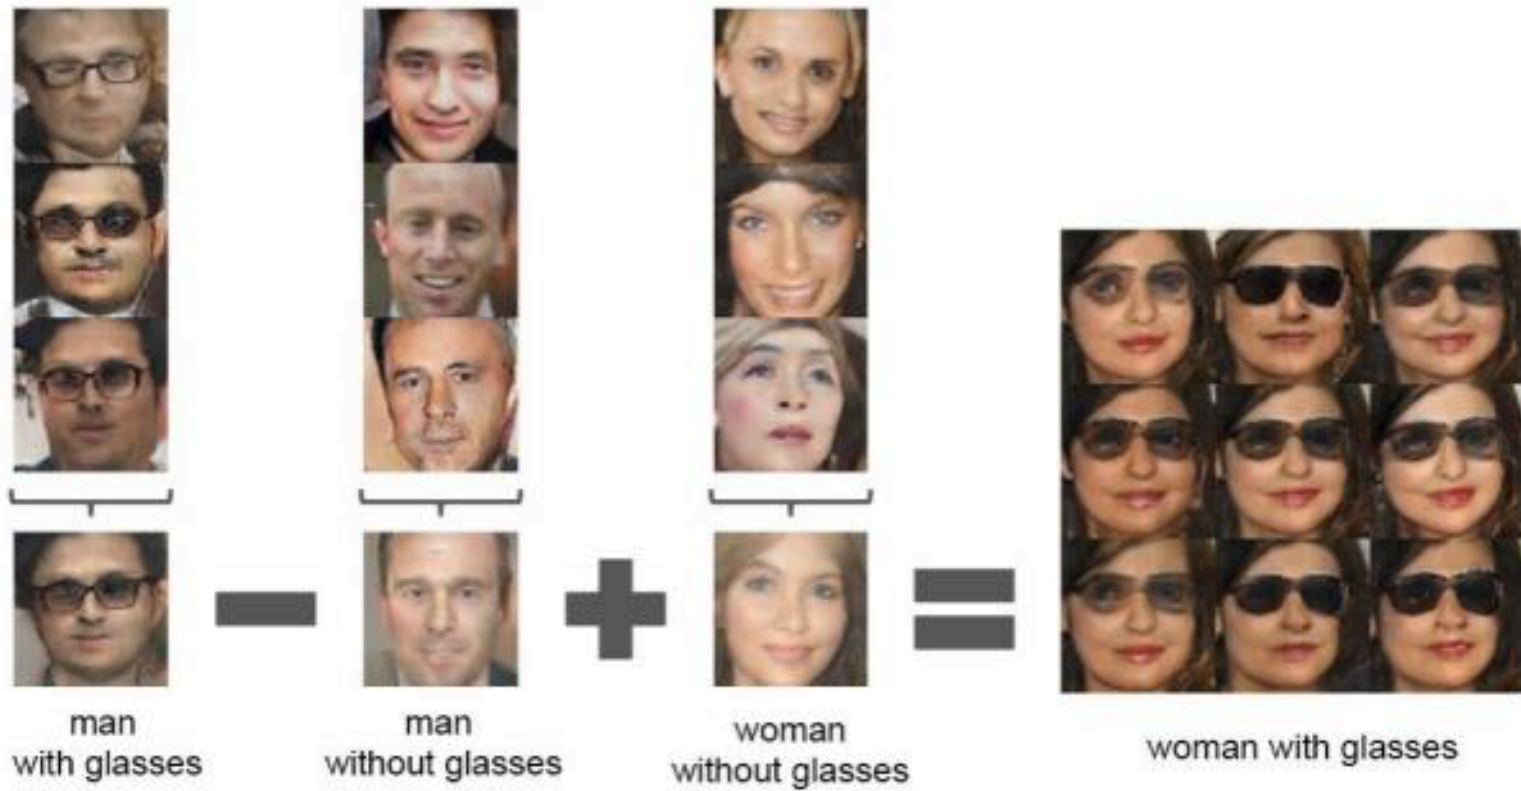 man
with glasses
man
without glasses
woman
without glasses
woman with glasses